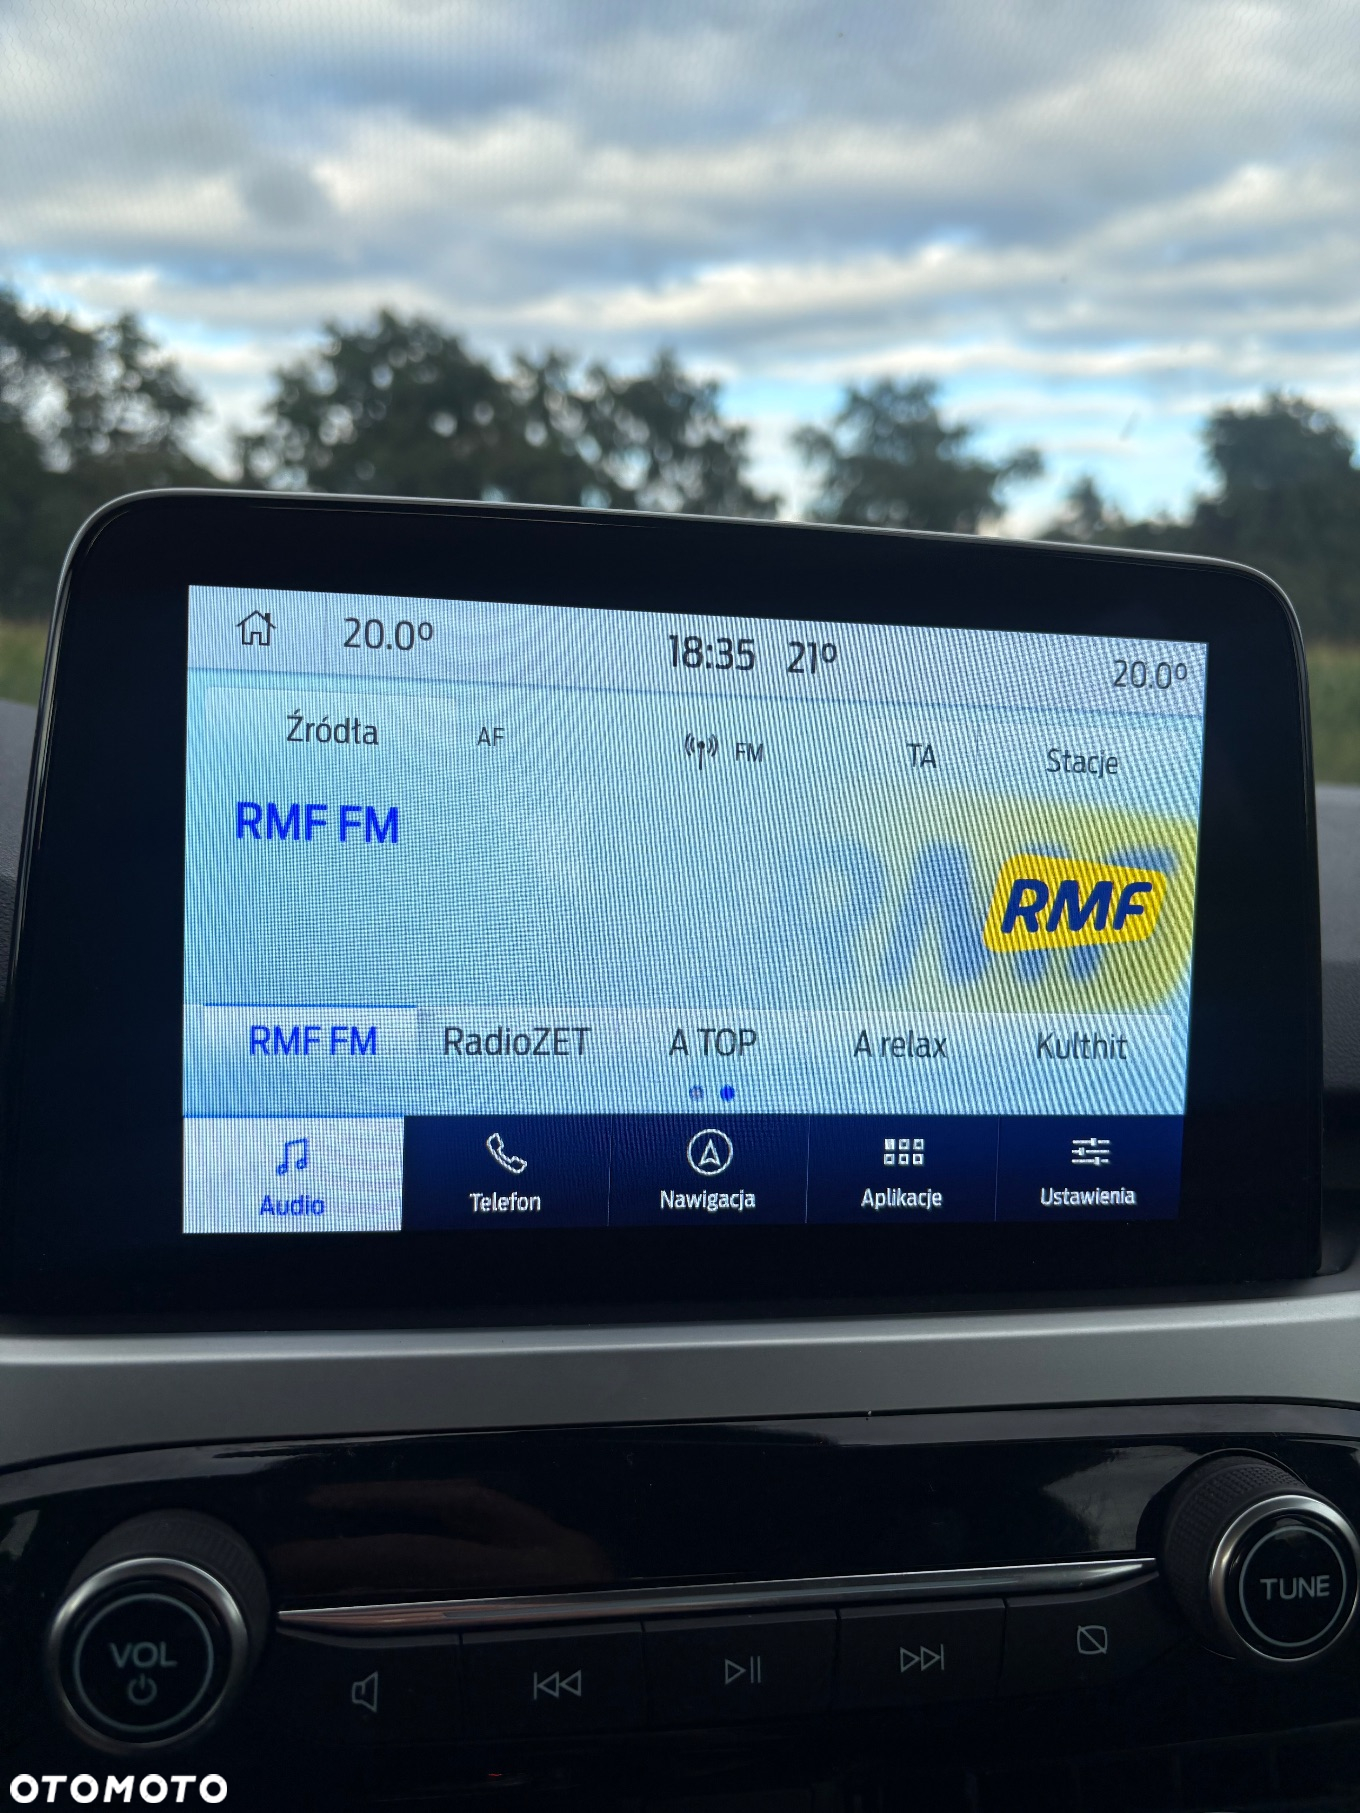 20.0° 18:35 21° 20.0°
Źródła AF FM TA Stacje
RMF FM
RMF
RMF FM RadioZET A TOP A relax Kulthit
Audio Telefon Nawigacja Aplikacje Ustawienia
VOL TUNE
OTOMOTO